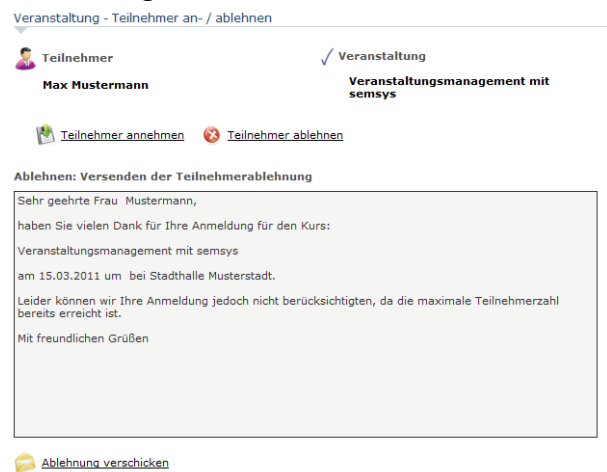 Veranstaltung - Teilnehmer an- / ablehnen
Teilnehmer
Veranstaltung
Max Mustermann
Veranstaltungsmanagement mit
semsys
Teilnehmer annehmen
Teilnehmer ablehnen
Ablehnen: Versenden der Teilnehmerablehnung
Sehr geehrte Frau  Mustermann,
haben Sie vielen Dank für Ihre Anmeldung für den Kurs:
Veranstaltungsmanagement mit semsys
am 15.03.2011 um  bei Stadthalle Musterstadt.
Leider können wir Ihre Anmeldung jedoch nicht berücksichtigten, da die maximale Teilnehmerzahl
bereits erreicht ist.
Mit freundlichen Grüßen
Ablehnung verschicken